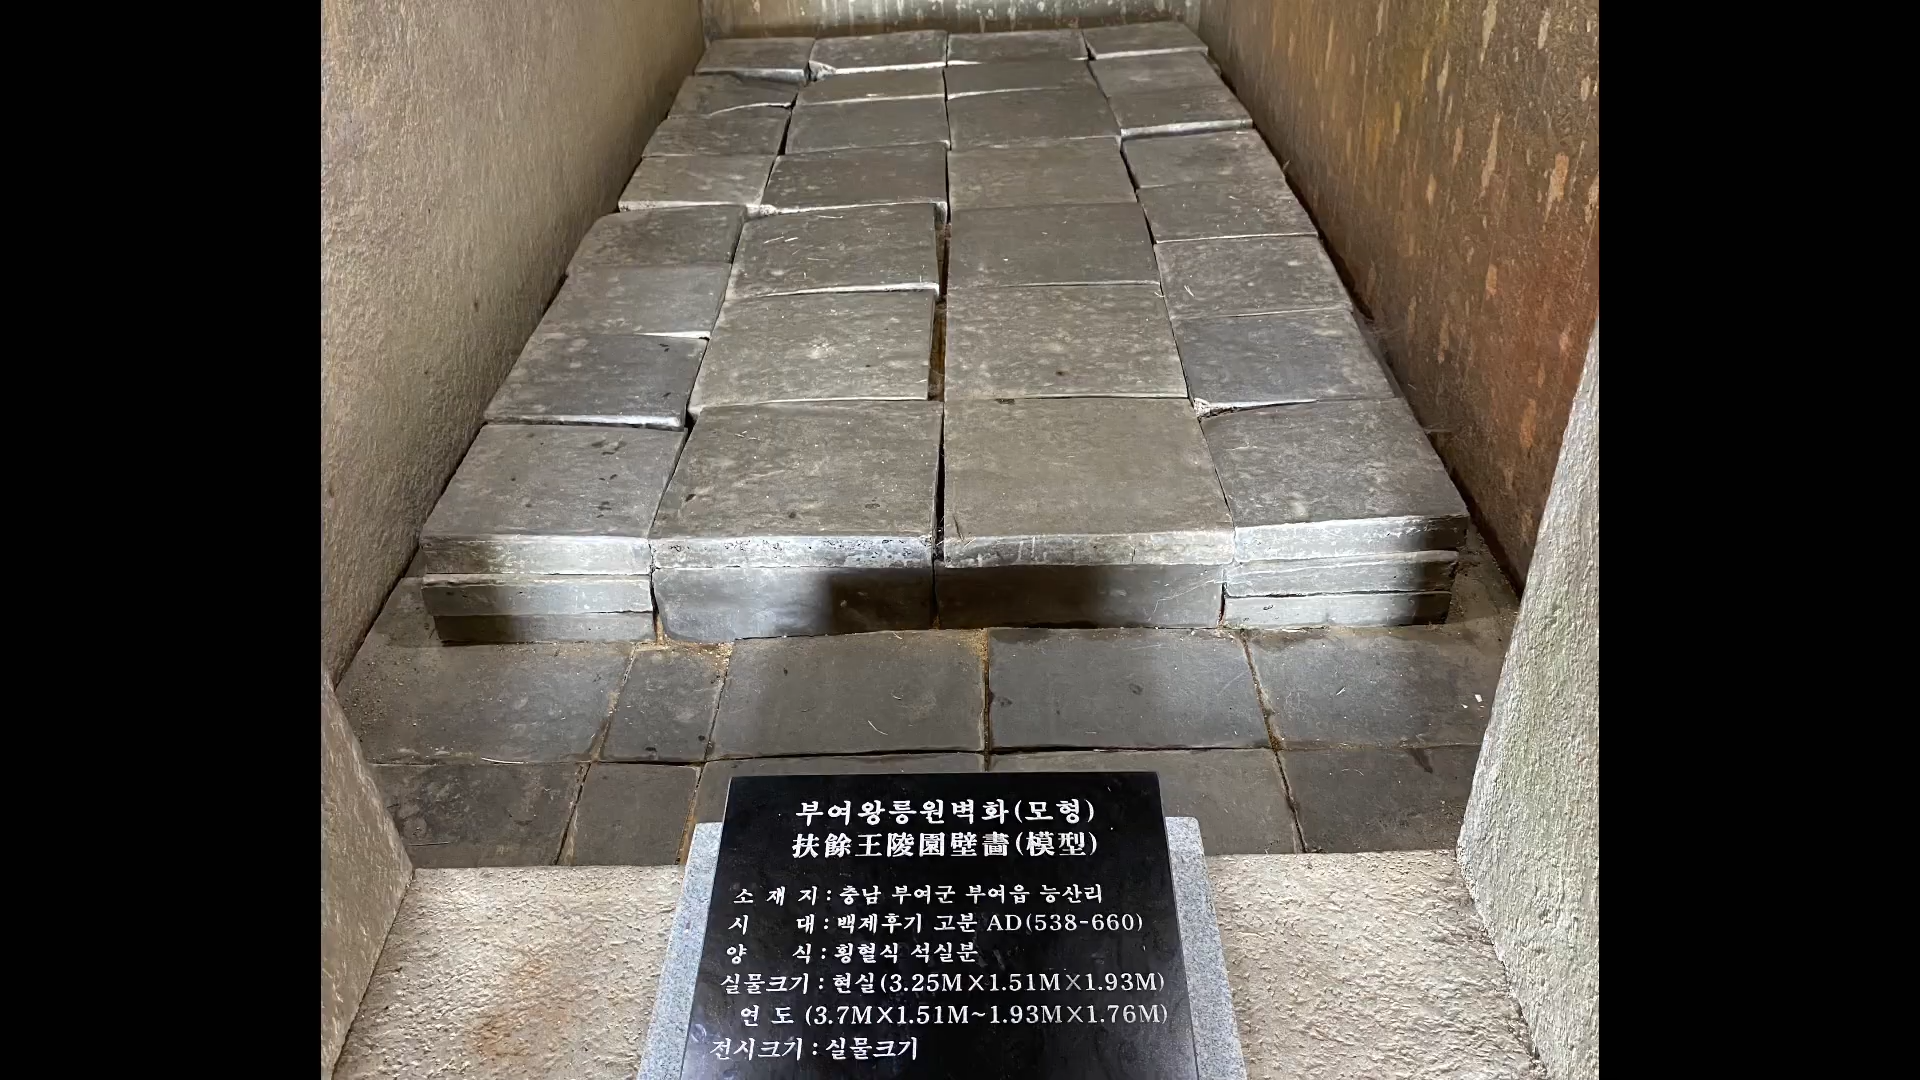 부여왕릉원벽화(모형)
扶餘王陵園壁畵(模型)
소 재 지 : 충남 부여군 부여읍 능산리
시 대 : 백제후기 고분 AD(538-660)
양 식 : 횡혈식 석실분
실물크기 : 현실(3.25M×1.51M×1.93M)
연 도 (3.7M×1.51M~1.93M×1.76M)
전시크기 : 실물크기